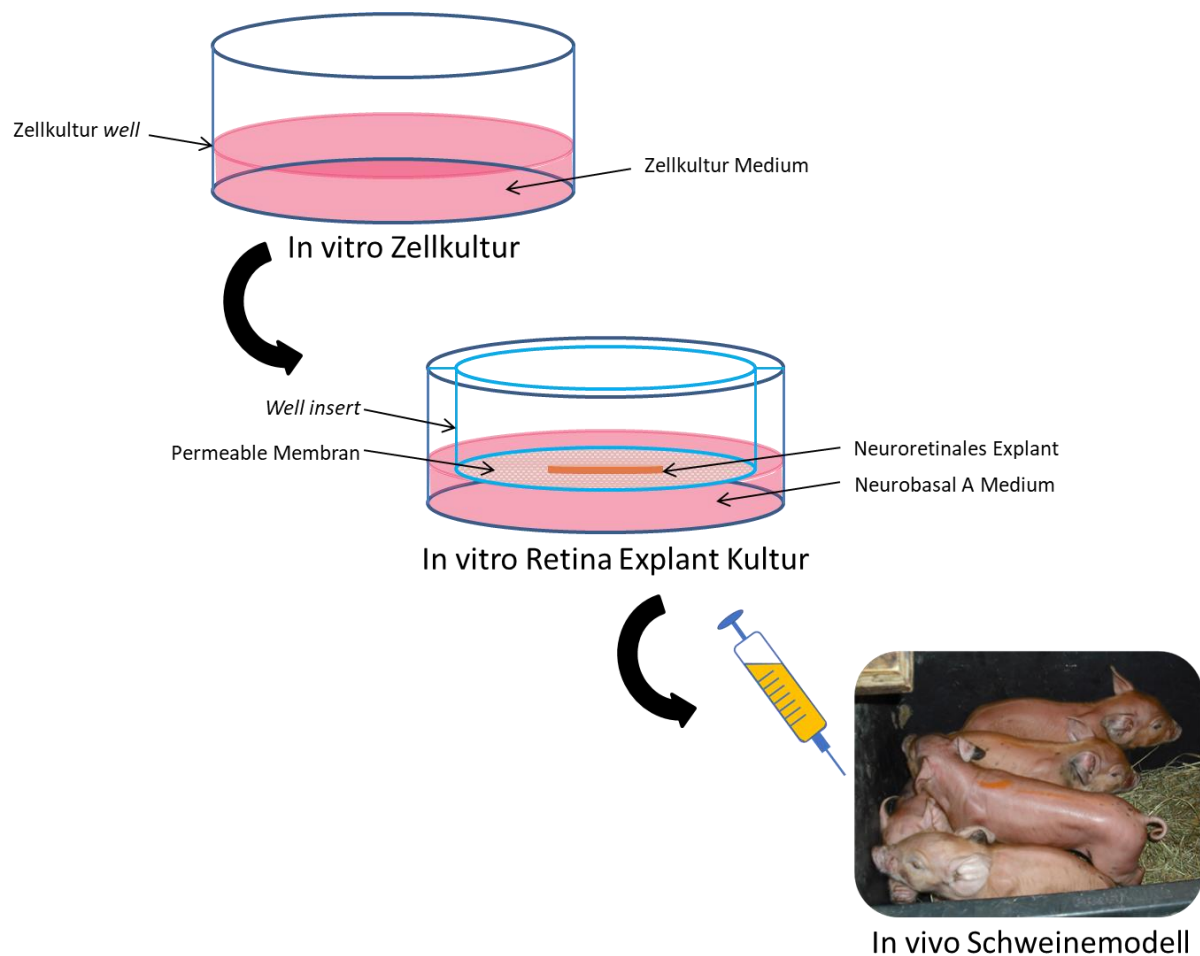 Zellkultur well
Zellkultur Medium
In vitro Zellkultur
Well insert
Permeable Membran
Neuroretinales Explant
Neurobasal A Medium
In vitro Retina Explant Kultur
In vivo Schweinemodell